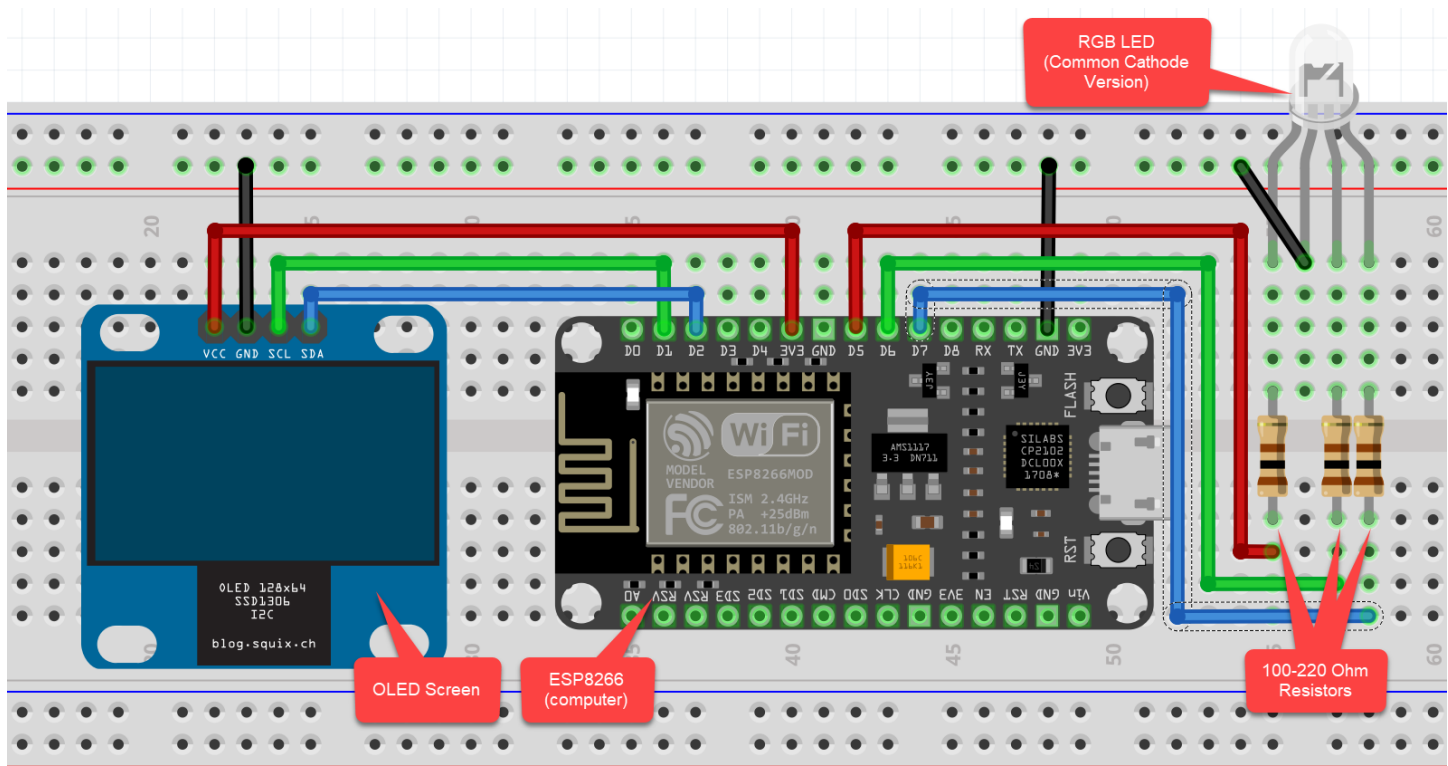 RGB LED
(Common Cathode
Version)
20
25
35
40
45
50
60
VCC GND SCL SDA
D0 D1 D2 D3 D4 3V3 GND D5 D6 D7 D8 RX TX GND 3V3
J3Y
J3Y
FLASH
WiFi
MODEL
VENDOR
ESP8266MOD
FC
ISM 2.4GHz
PA +25dBm
802.11b/g/n
AMS1117
3.3 DN711
SILABS
CP2102
DCL00X
1708*
106C
RST
A0 RSV RSV SD3 SD2 SD1 CMD SD0 CLK GND 3V3 EN RST GND Vin
OLED 128x64
SSD1306
I2C
blog.squix.ch
OLED Screen
ESP8266
(computer)
100-220 Ohm
Resistors
40
45
50
60